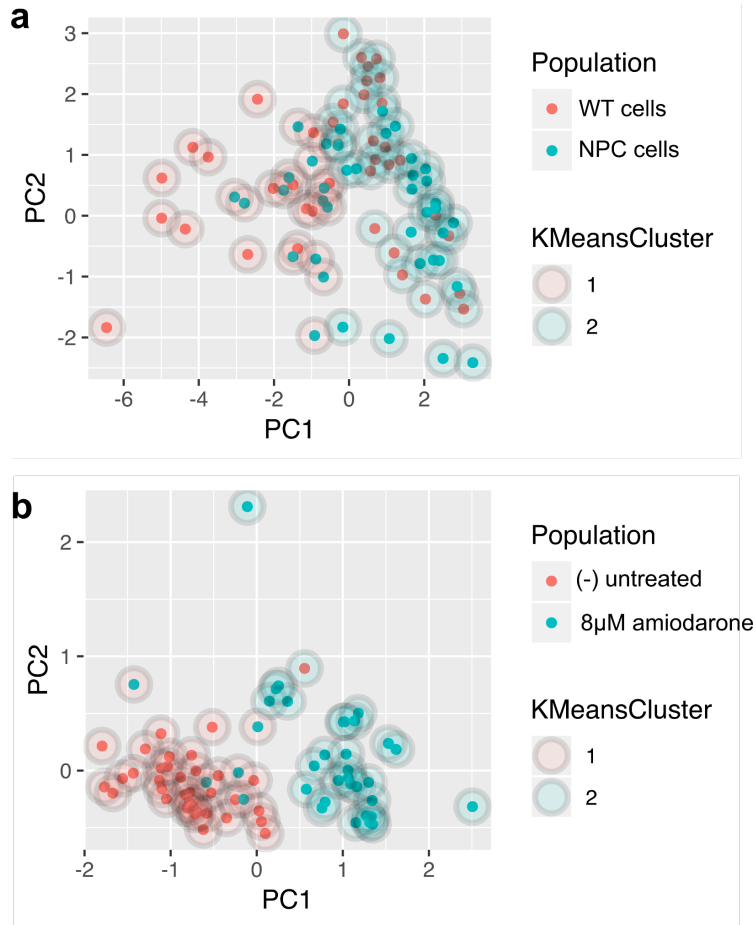 a
3
2
1
0
-1
-2
PC2
-6
-4
-2
0
2
PC1
Population
WT cells
NPC cells
KMeansCluster
1
2
b
2
1
0
PC2
-2
-1
0
1
2
PC1
Population
(-) untreated
8µM amiodarone
KMeansCluster
1
2